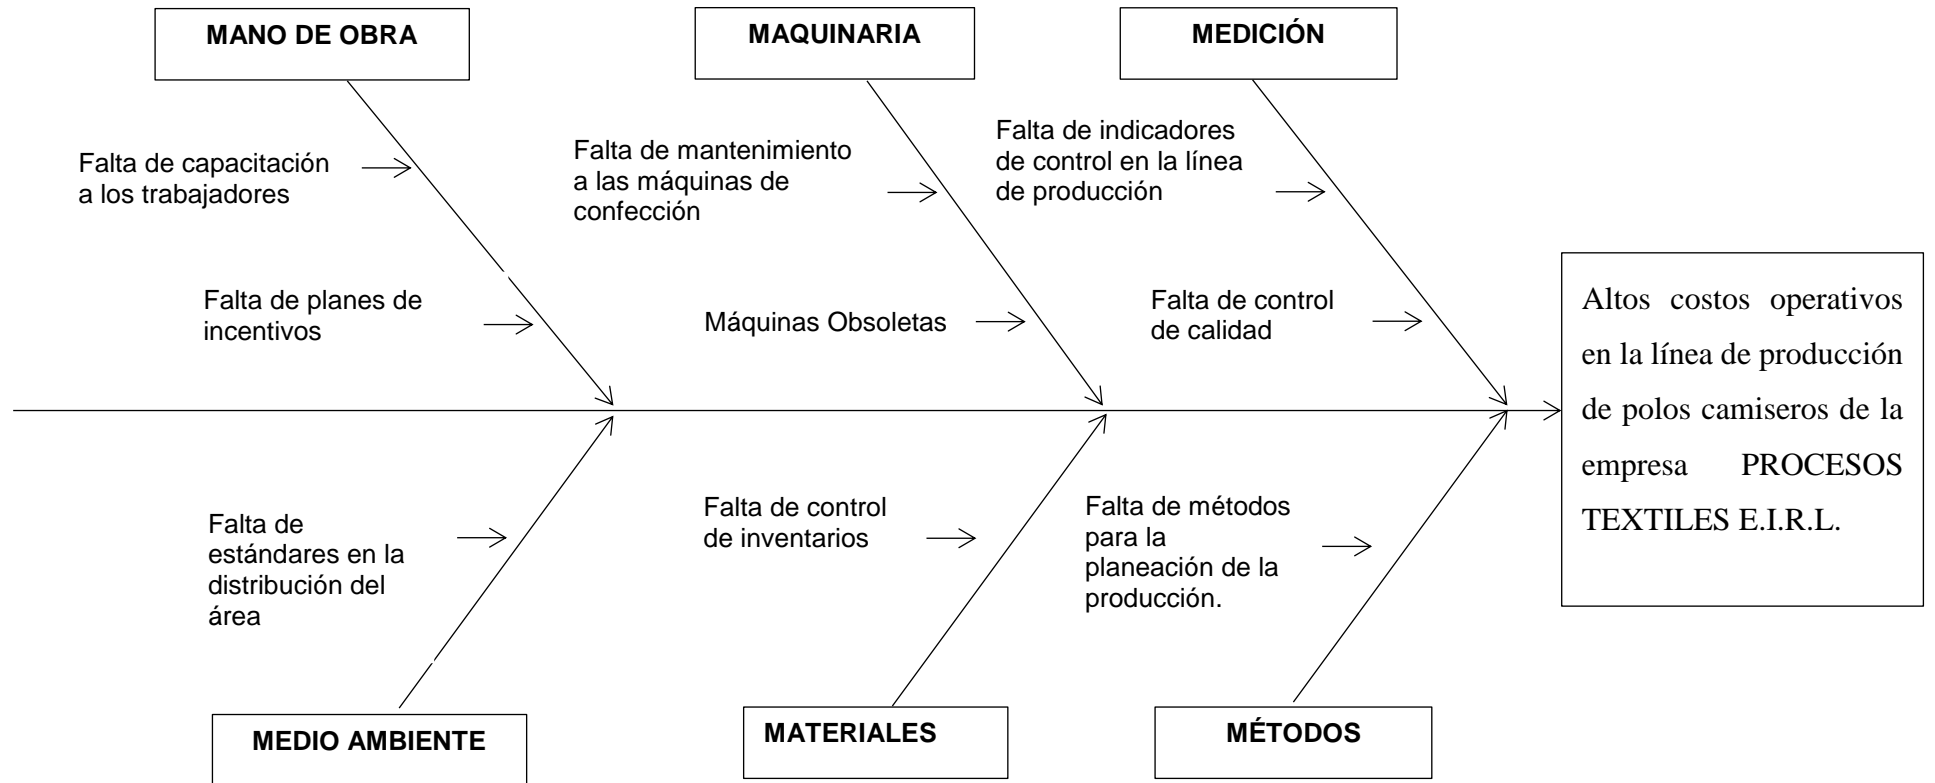 MANO DE OBRA
MAQUINARIA
MEDICIÓN
Falta de capacitación
a los trabajadores
Falta de mantenimiento
a las máquinas de
confección
Falta de indicadores
de control en la línea
de producción
Falta de planes de
incentivos
Máquinas Obsoletas
Falta de control
de calidad
Altos costos operativos
en la línea de producción
de polos camiseros de la
empresa PROCESOS
TEXTILES E.I.R.L.
Falta de
estándares en la
distribución del
área
Falta de control
de inventarios
Falta de métodos
para la
planeación de la
producción.
MEDIO AMBIENTE
MATERIALES
MÉTODOS